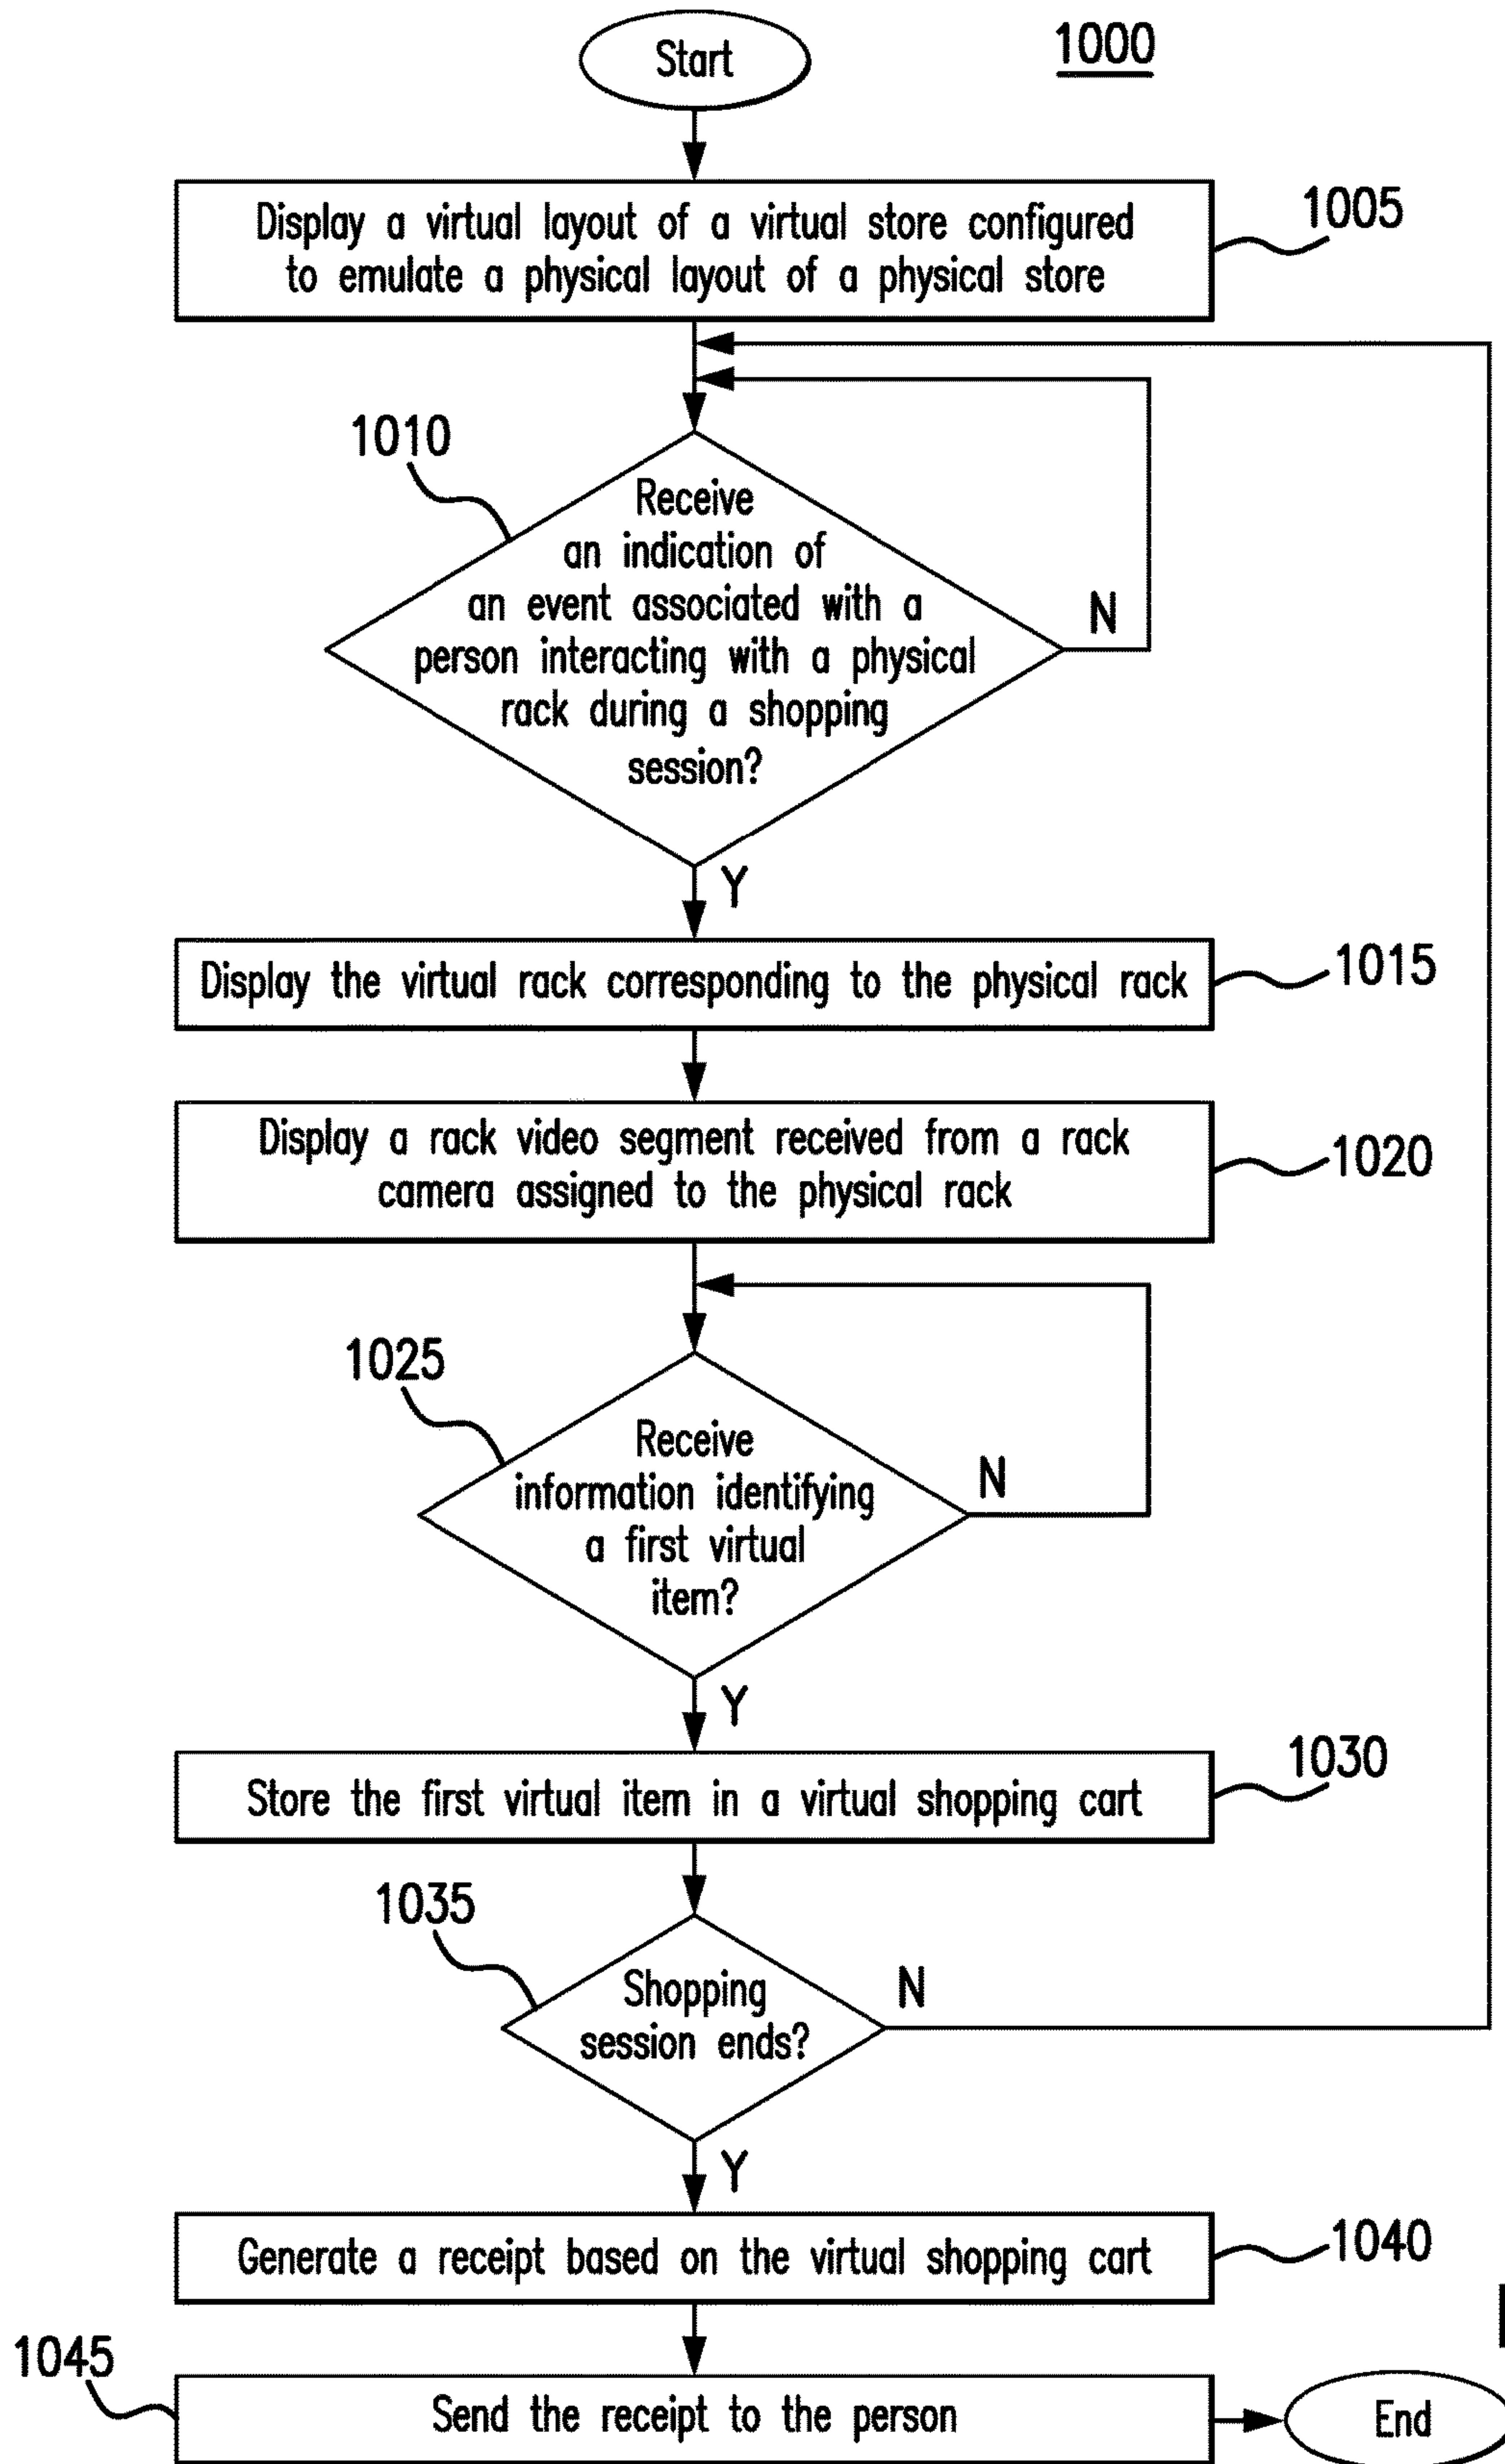 Start
1000
Display a virtual layout of a virtual store configured
to emulate a physical layout of a physical store
1005
1010
Receive
an indication of
an event associated with a
person interacting with a physical
rack during a shopping
session?
N
Y
Display the virtual rack corresponding to the physical rack
1015
Display a rack video segment received from a rack
camera assigned to the physical rack
1020
1025
Receive
information identifying
a first virtual
item?
N
Y
Store the first virtual item in a virtual shopping cart
1030
1035
Shopping
session ends?
N
Y
Generate a receipt based on the virtual shopping cart
1040
1045
Send the receipt to the person
End